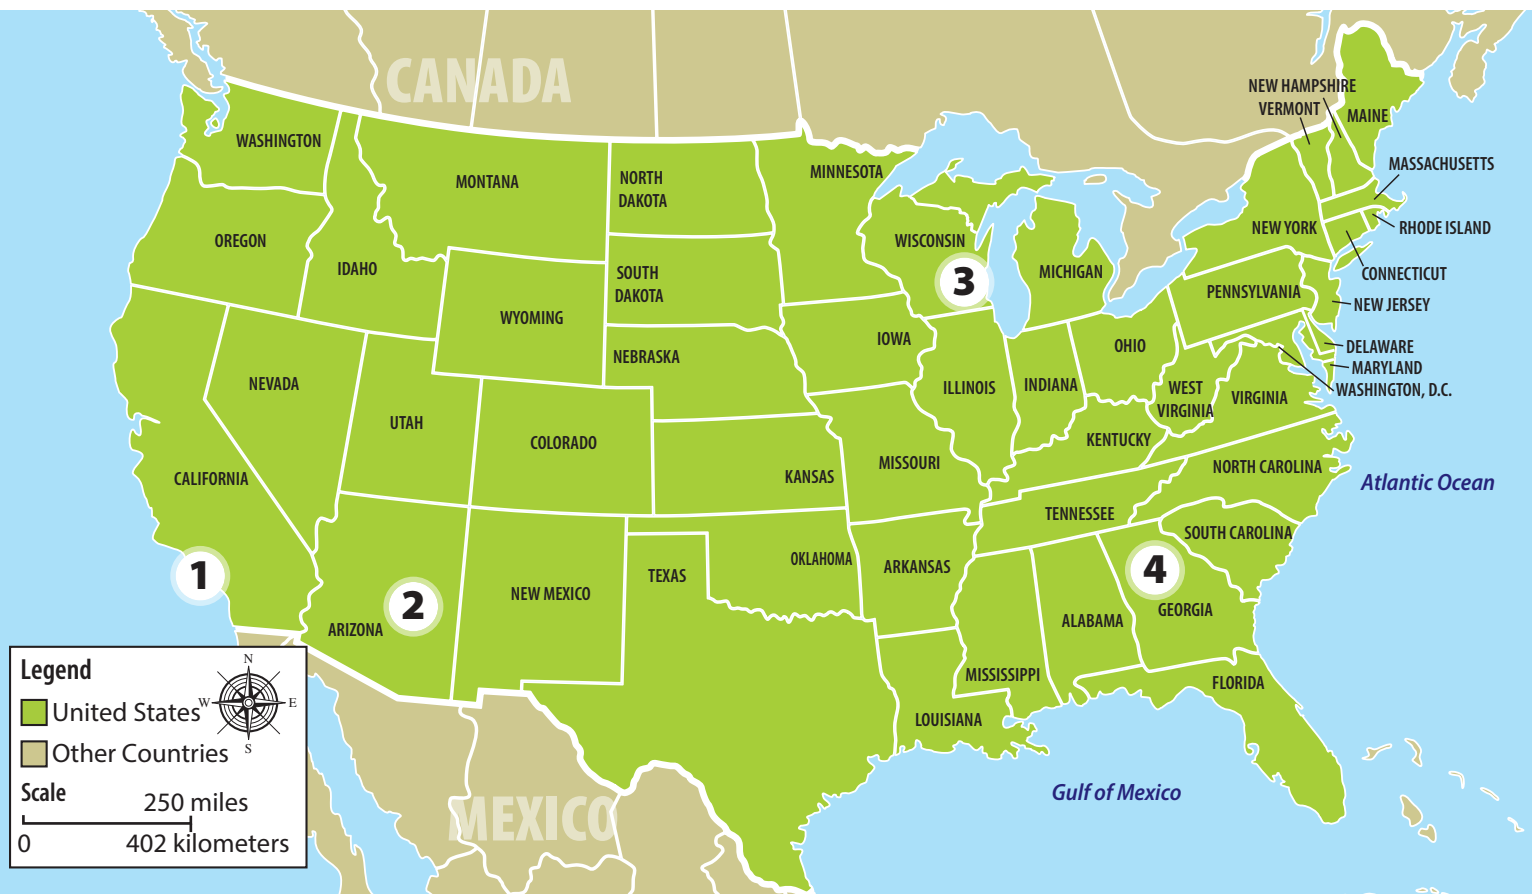 CANADA
NEW HAMPSHIRE
VERMONT
MAINE
WASHINGTON
MASSACHUSETTS
MINNESOTA
MONTANA
NORTH
DAKOTA
NEW YORK
RHODE ISLAND
OREGON
WISCONSIN
IDAHO
SOUTH
DAKOTA
3
MICHIGAN
CONNECTICUT
PENNSYLVANIA
NEW JERSEY
WYOMING
IOWA
OHIO
DELAWARE
NEBRASKA
MARYLAND
NEVADA
ILLINOIS
INDIANA
WEST
VIRGINIA
VIRGINIA
WASHINGTON, D.C.
UTAH
COLORADO
KENTUCKY
CALIFORNIA
KANSAS
MISSOURI
NORTH CAROLINA
Atlantic Ocean
TENNESSEE
SOUTH CAROLINA
1
2
NEW MEXICO
TEXAS
OKLAHOMA
ARKANSAS
4
GEORGIA
ARIZONA
ALABAMA
MISSISSIPPI
FLORIDA
LOUISIANA
Gulf of Mexico
MEXICO
Legend
United States
Other Countries
N
W
E
S
Scale
250 miles
0
402 kilometers